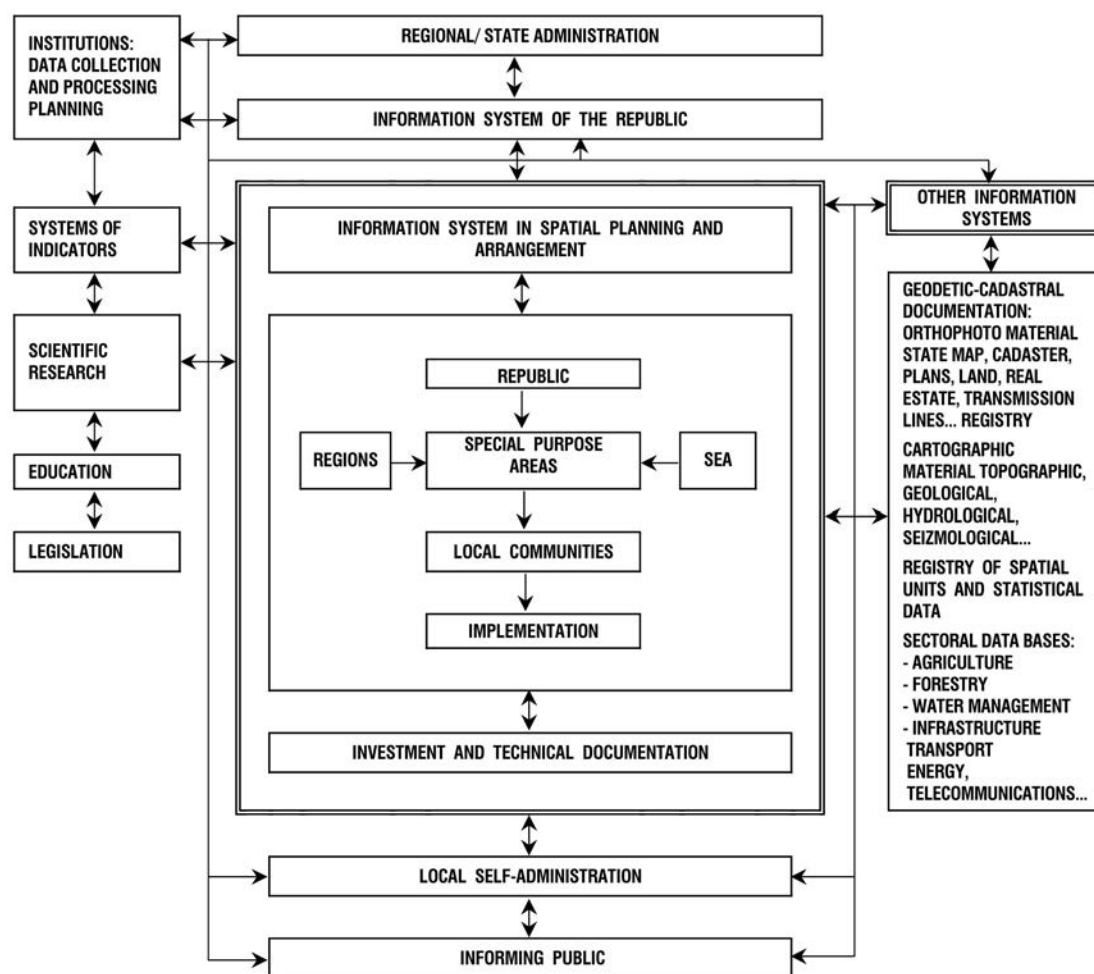 INSTITUTIONS:
DATA COLLECTION
AND PROCESSING
PLANNING
REGIONAL/ STATE ADMINISTRATION
INFORMATION SYSTEM OF THE REPUBLIC
SYSTEMS OF
INDICATORS
SCIENTIFIC
RESEARCH
EDUCATION
LEGISLATION
INFORMATION SYSTEM IN SPATIAL PLANNING AND
ARRANGEMENT
REPUBLIC
REGIONS
SPECIAL PURPOSE
AREAS
SEA
LOCAL COMMUNITIES
IMPLEMENTATION
INVESTMENT AND TECHNICAL DOCUMENTATION
LOCAL SELF-ADMINISTRATION
INFORMING PUBLIC
OTHER INFORMATION
SYSTEMS
GEODETIC-CADASTRAL
DOCUMENTATION:
ORTHOPHOTO MATERIAL
STATE MAP, CADASTER,
PLANS, LAND, REAL
ESTATE, TRANSMISSION
LINES... REGISTRY
CARTOGRAPHIC
MATERIAL TOPOGRAPHIC,
GEOLOGICAL,
HYDROLOGICAL,
SEIZMOLOGICAL...
REGISTRY OF SPATIAL
UNITS AND STATISTICAL
DATA
SECTORAL DATA BASES:
- AGRICULTURE
- FORESTRY
- WATER MANAGEMENT
- INFRASTRUCTURE
TRANSPORT
ENERGY,
TELECOMMUNICATIONS...